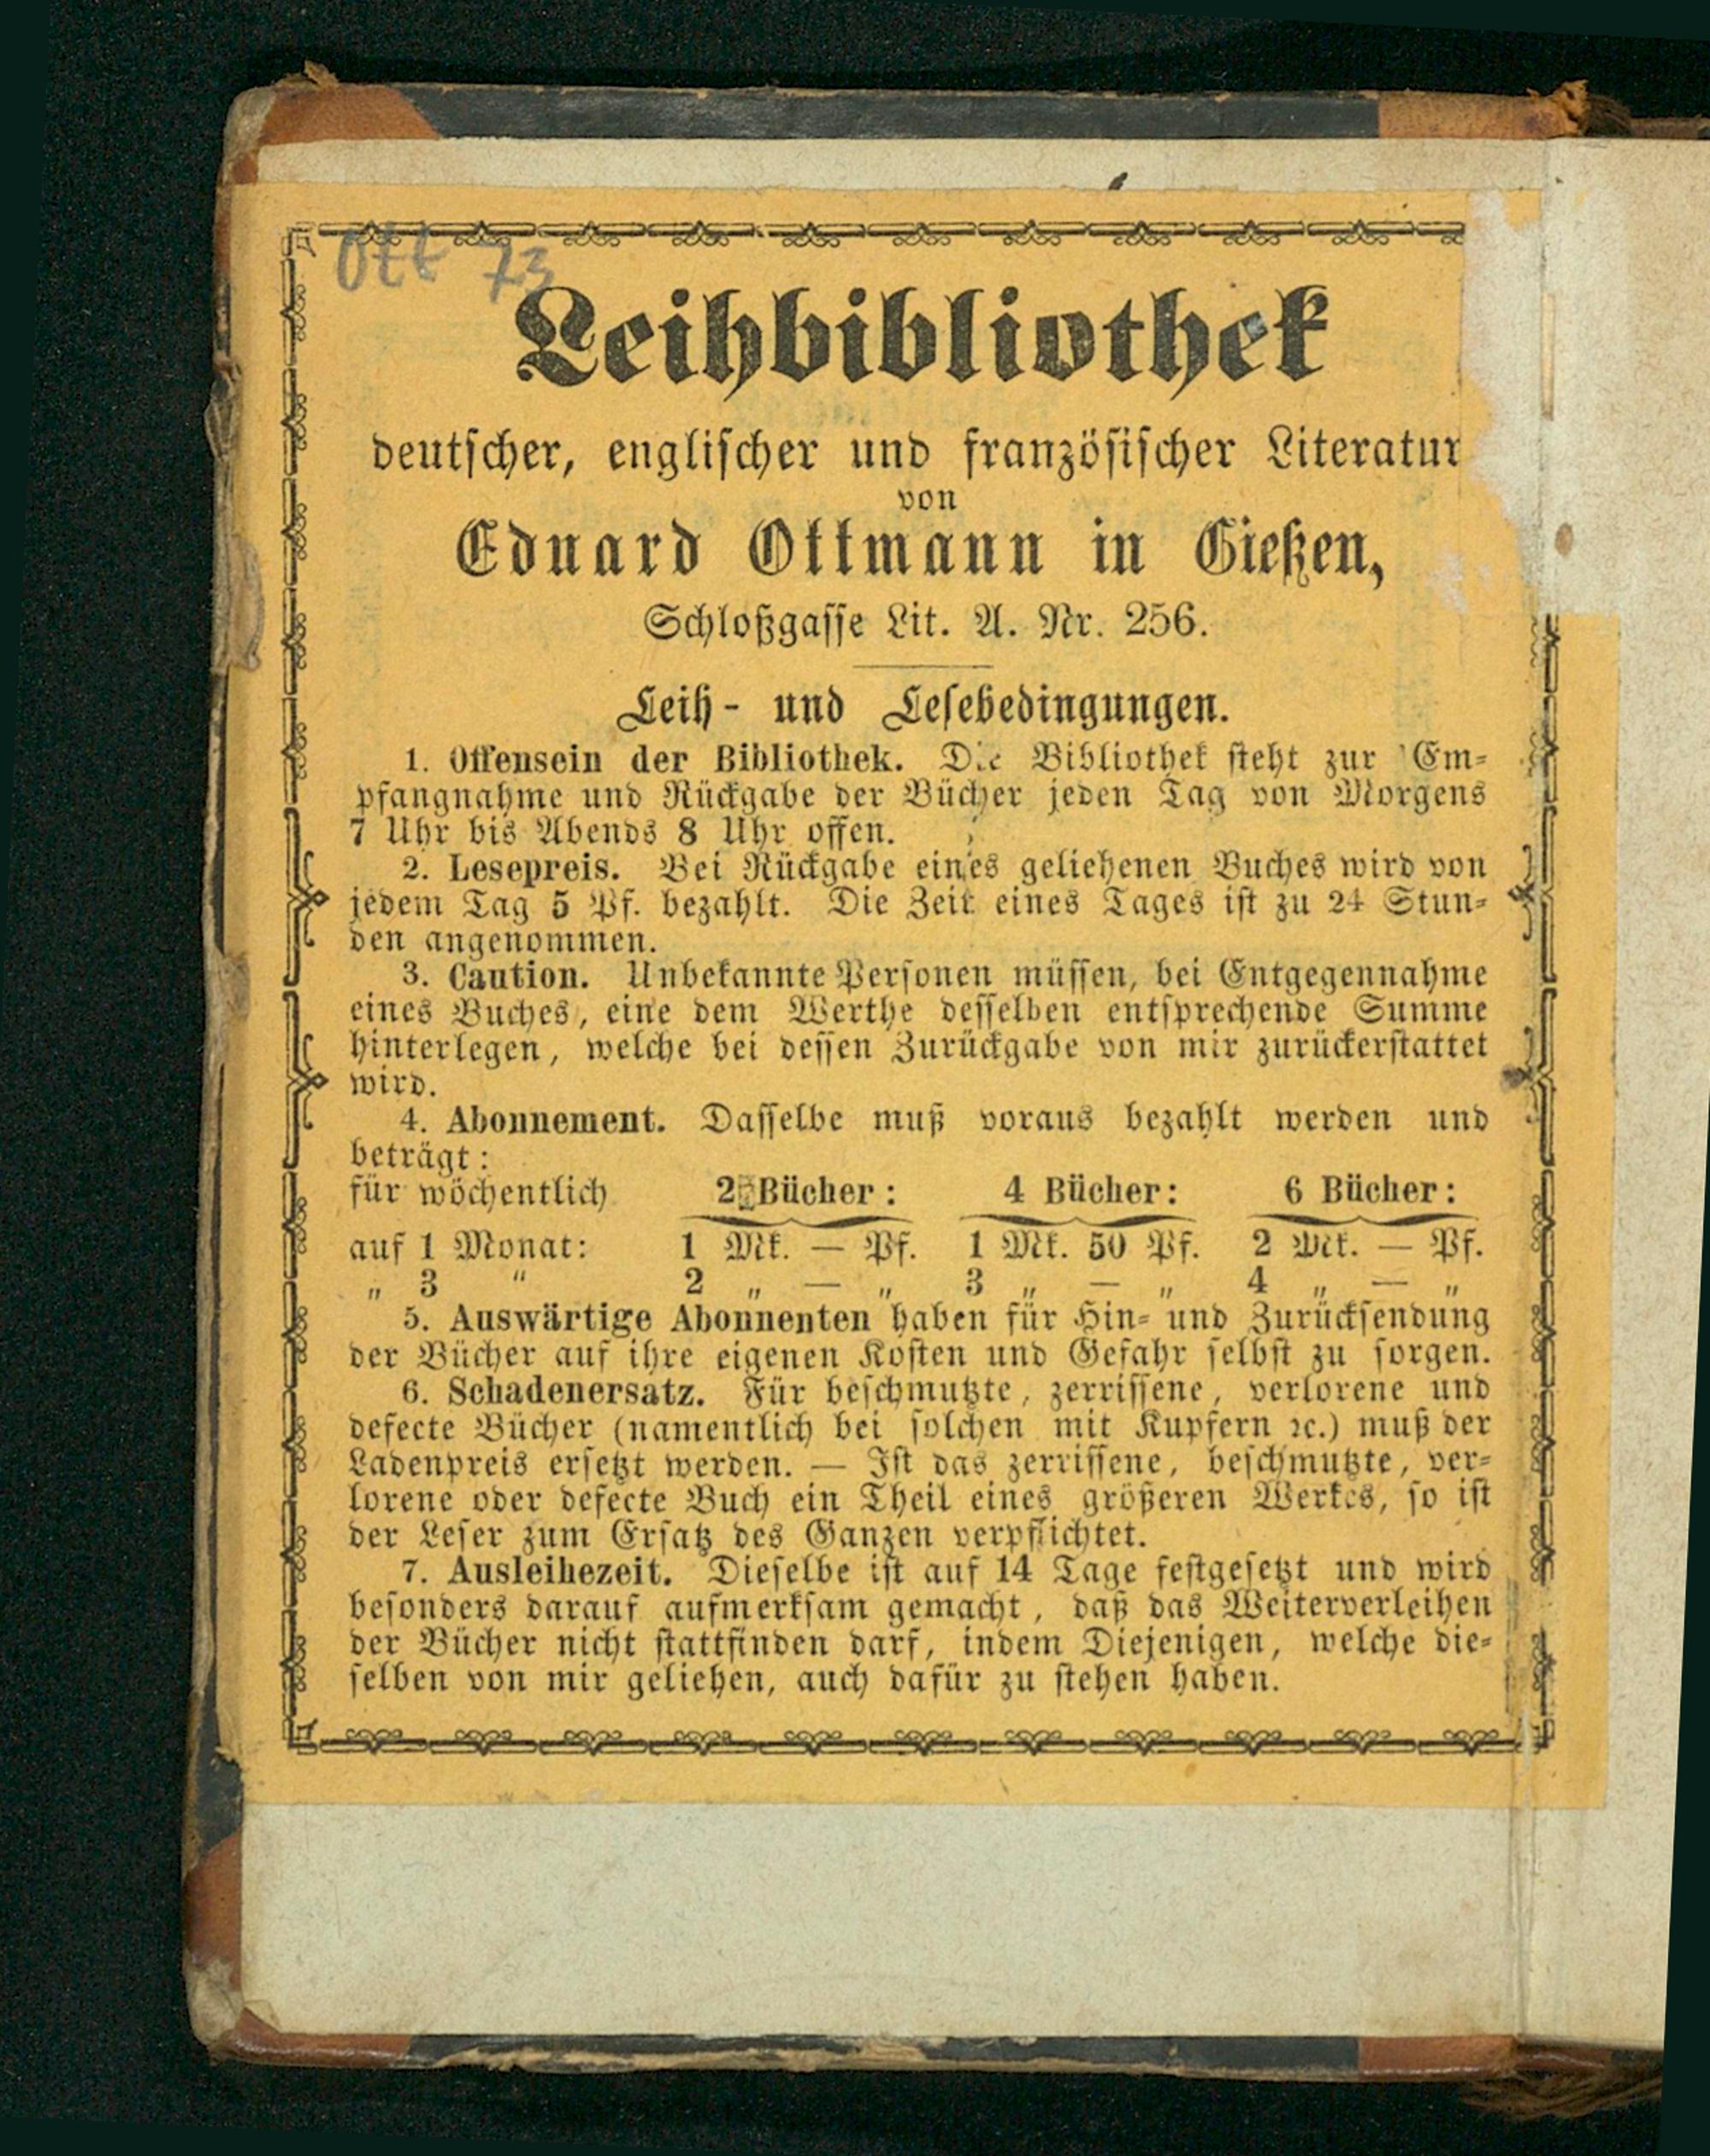 Ott 73
Leihbibliothek
deutscher, englischer und französischer Literatur
von
Eduard Ottmann in Gießen,
Schloßgasse Lit. A. Nr. 256.
Leih- und Lesebedingungen.
1. Offensein der Bibliothek. Die Bibliothek steht zur Em-
pfangnahme und Rückgabe der Bücher jeden Tag von Morgens
7 Uhr bis Abends 8 Uhr offen.
2. Lesepreis. Bei Rückgabe eines geliehenen Buches wird von
jedem Tag 5 Pf. bezahlt. Die Zeit eines Tages ist zu 24 Stun-
den angenommen.
3. Caution. Unbekannte Personen müssen, bei Entgegennahme
eines Buches, eine dem Werthe desselben entsprechende Summe
hinterlegen, welche bei dessen Zurückgabe von mir zurückerstattet
wird.
4. Abonnement. Dasselbe muß voraus bezahlt werden und
beträgt:
für wöchentlich 2 Bücher: 4 Bücher: 6 Bücher:
auf 1 Monat: 1 Mk. — Pf. 1 Mk. 50 Pf. 2 Mk. — Pf.
„ 3 „ 2 „ — „ 3 „ — „ 4 „ — „
5. Auswärtige Abonnenten haben für Hin- und Zurücksendung
der Bücher auf ihre eigenen Kosten und Gefahr selbst zu sorgen.
6. Schadenersatz. Für beschmutzte, zerrissene, verlorene und
defecte Bücher (namentlich bei solchen mit Kupfern ꝛc.) muß der
Ladenpreis ersetzt werden. — Ist das zerrissene, beschmutzte, ver-
lorene oder defecte Buch ein Theil eines größeren Werkes, so ist
der Leser zum Ersatz des Ganzen verpflichtet.
7. Ausleihezeit. Dieselbe ist auf 14 Tage festgesetzt und wird
besonders darauf aufmerksam gemacht, daß das Weiterverleihen
der Bücher nicht stattfinden darf, indem Diejenigen, welche die-
selben von mir geliehen, auch dafür zu stehen haben.